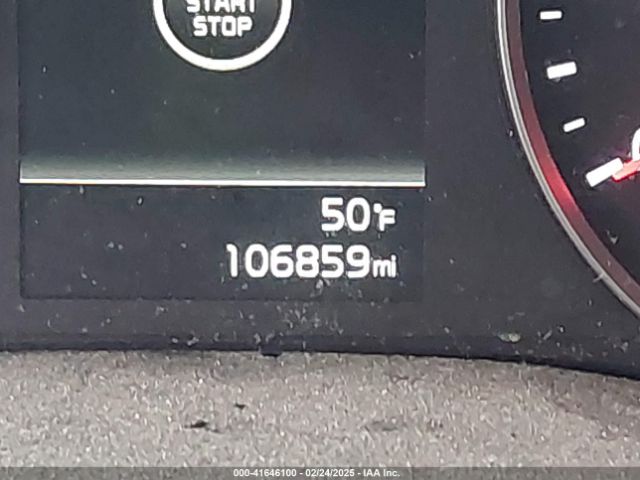 START
STOP
50°F
106859mi
000-41646100 - 02/24/2025 - IAA Inc.